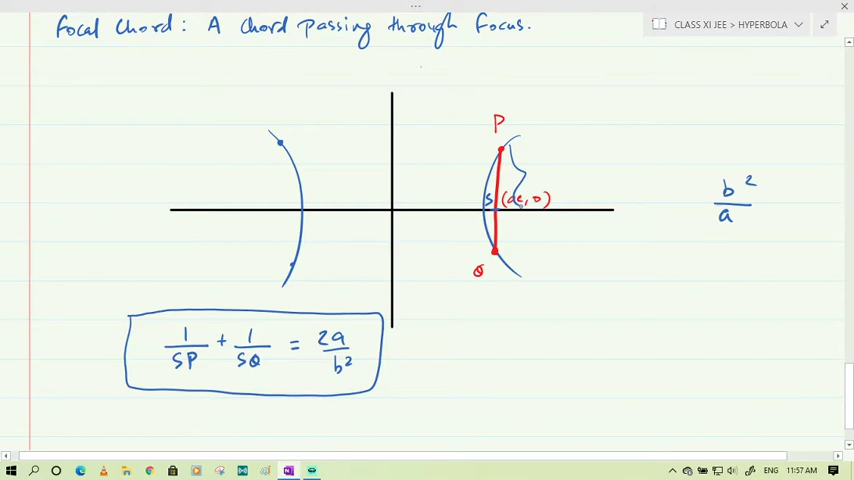 CLASS XI JEE > HYPERBOLA
Focal Chord: A chord passing through focus.
P
S (ae, 0)
Q
b²/a
1/SP + 1/SQ = 2a/b²
ENG 11:57 AM